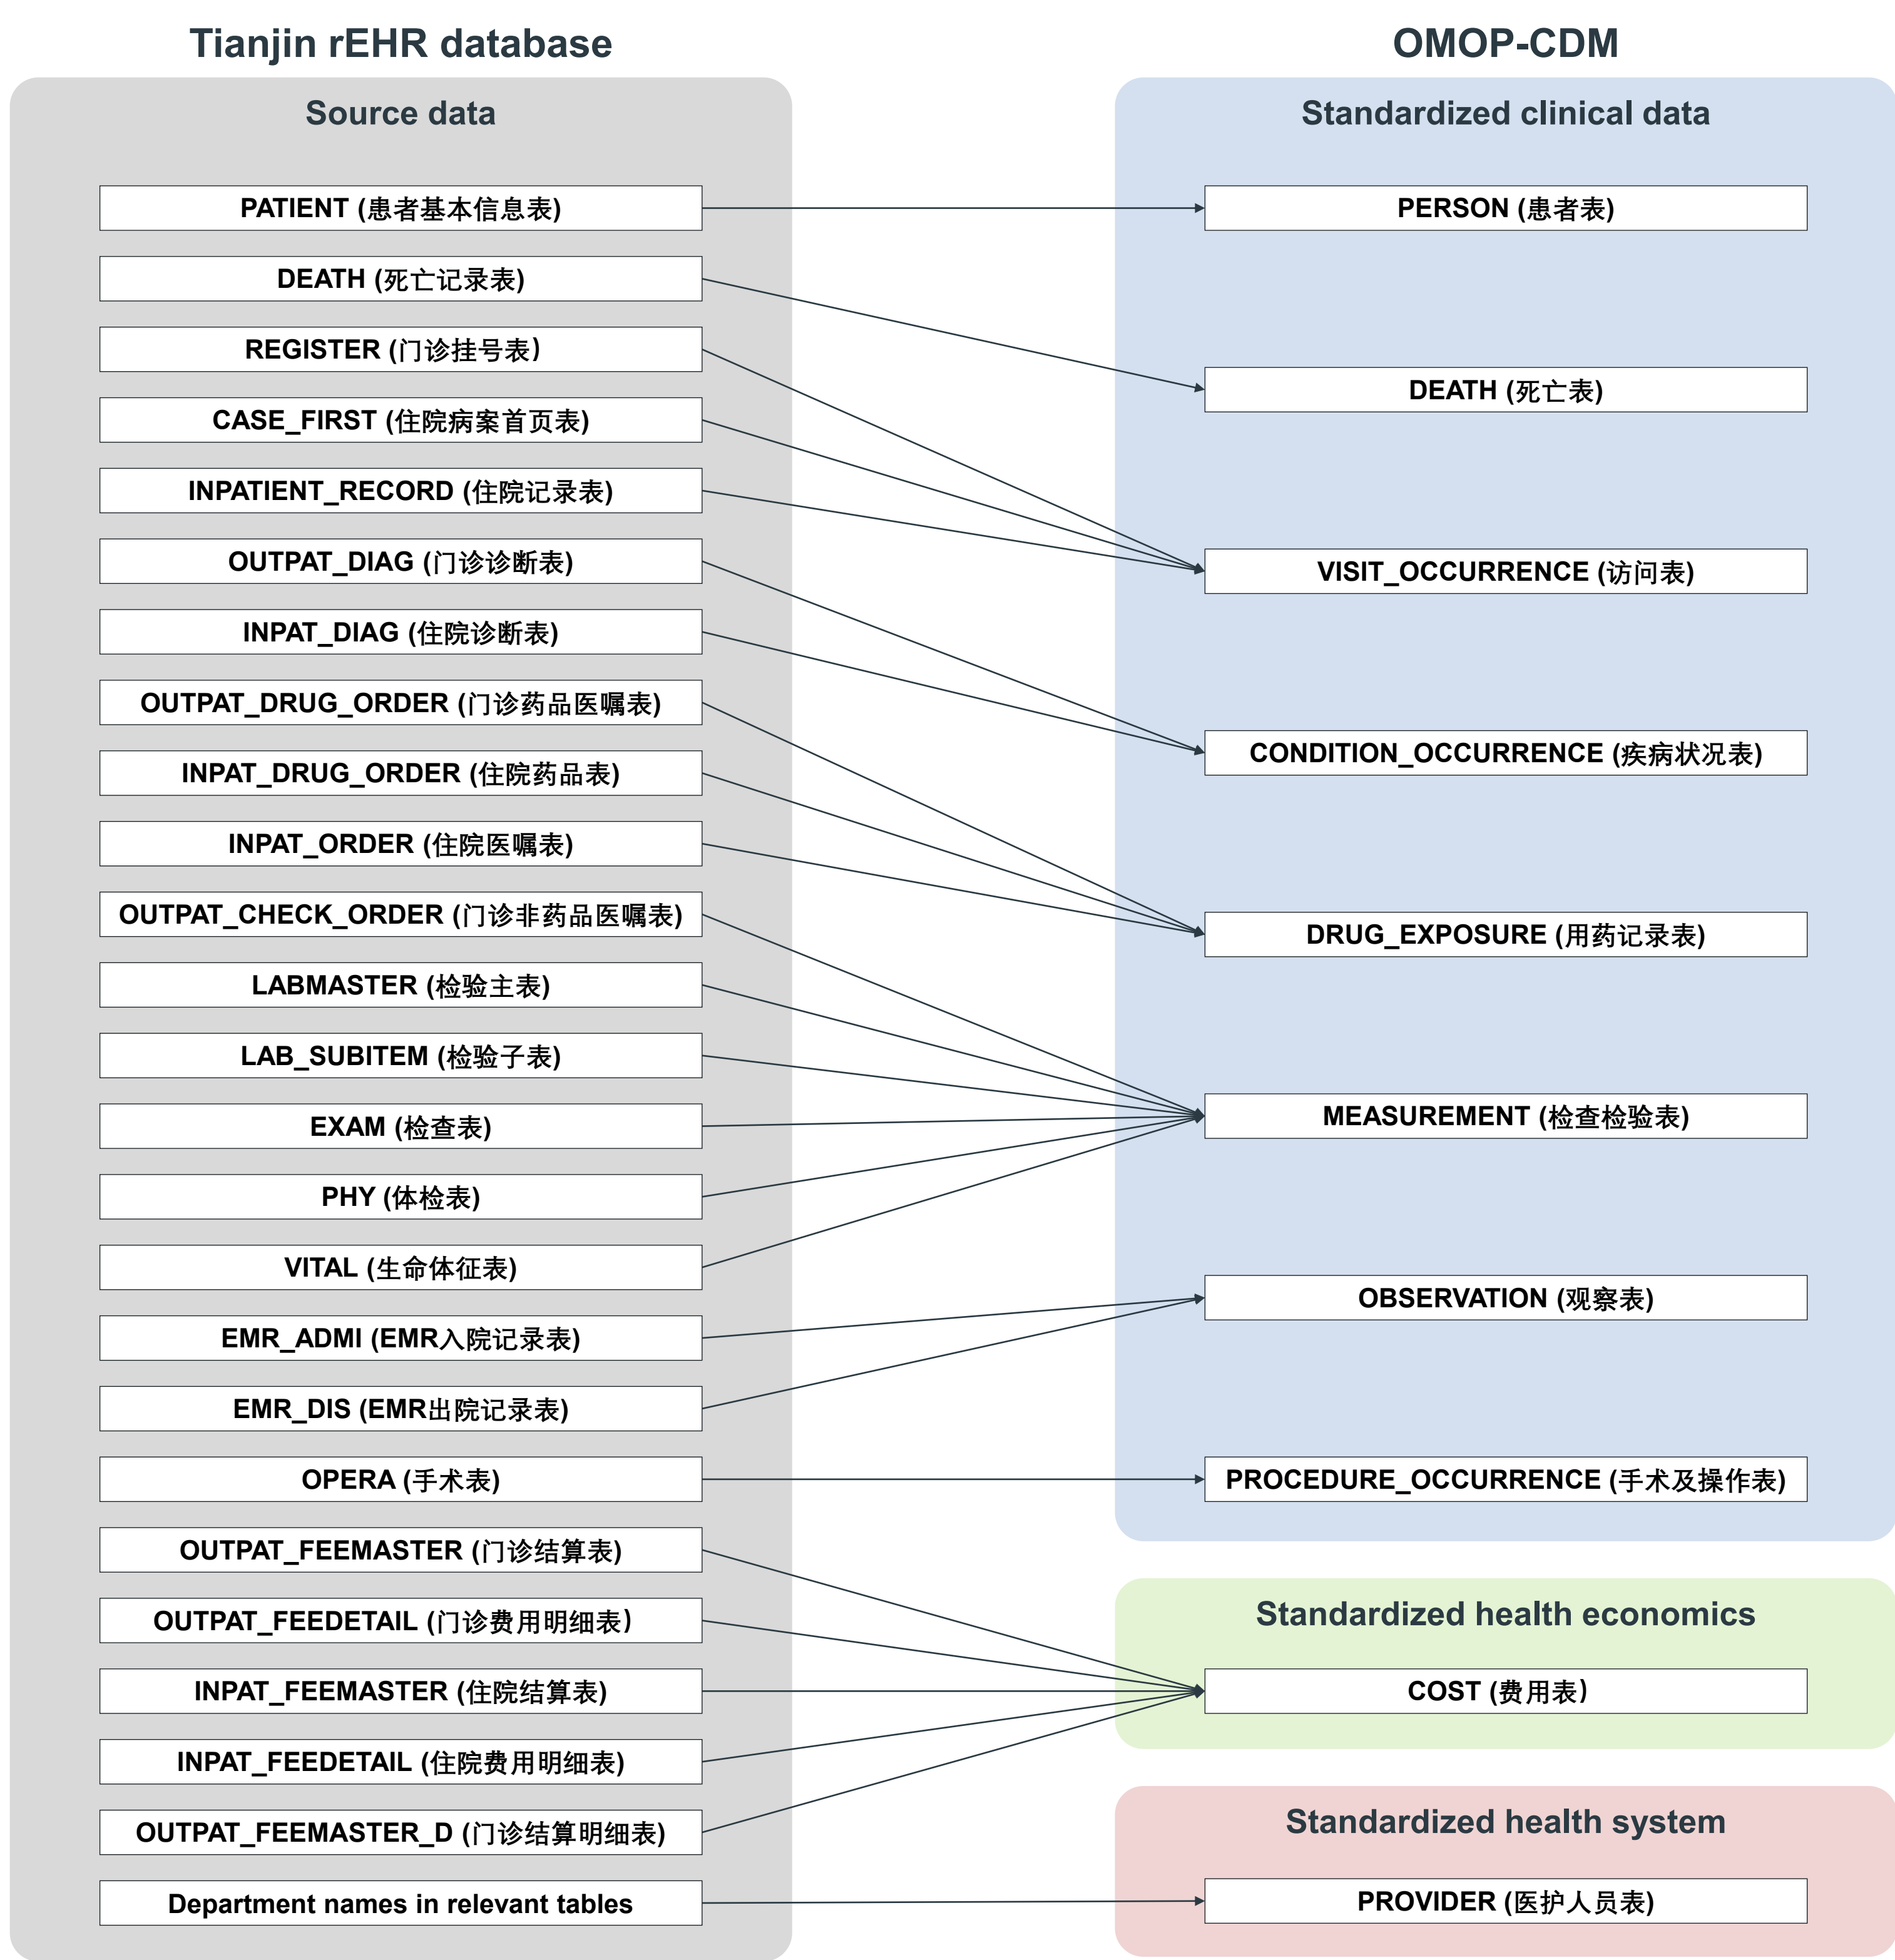 Tianjin rEHR database
Source data
PATIENT (患者基本信息表)
DEATH (死亡记录表)
REGISTER (门诊挂号表)
CASE_FIRST (住院病案首页表)
INPATIENT_RECORD (住院记录表)
OUTPAT_DIAG (门诊诊断表)
INPAT_DIAG (住院诊断表)
OUTPAT_DRUG_ORDER (门诊药品医嘱表)
INPAT_DRUG_ORDER (住院药品表)
INPAT_ORDER (住院医嘱表)
OUTPAT_CHECK_ORDER (门诊非药品医嘱表)
LABMASTER (检验主表)
LAB_SUBITEM (检验子表)
EXAM (检查表)
PHY (体检表)
VITAL (生命体征表)
EMR_ADMI (EMR入院记录表)
EMR_DIS (EMR出院记录表)
OPERA (手术表)
OUTPAT_FEEMASTER (门诊结算表)
OUTPAT_FEEDETAIL (门诊费用明细表)
INPAT_FEEMASTER (住院结算表)
INPAT_FEEDETAIL (住院费用明细表)
OUTPAT_FEEMASTER_D (门诊结算明细表)
Department names in relevant tables
OMOP-CDM
Standardized clinical data
PERSON (患者表)
DEATH (死亡表)
VISIT_OCCURRENCE (访问表)
CONDITION_OCCURRENCE (疾病状况表)
DRUG_EXPOSURE (用药记录表)
MEASUREMENT (检查检验表)
OBSERVATION (观察表)
PROCEDURE_OCCURRENCE (手术及操作表)
Standardized health economics
COST (费用表)
Standardized health system
PROVIDER (医护人员表)